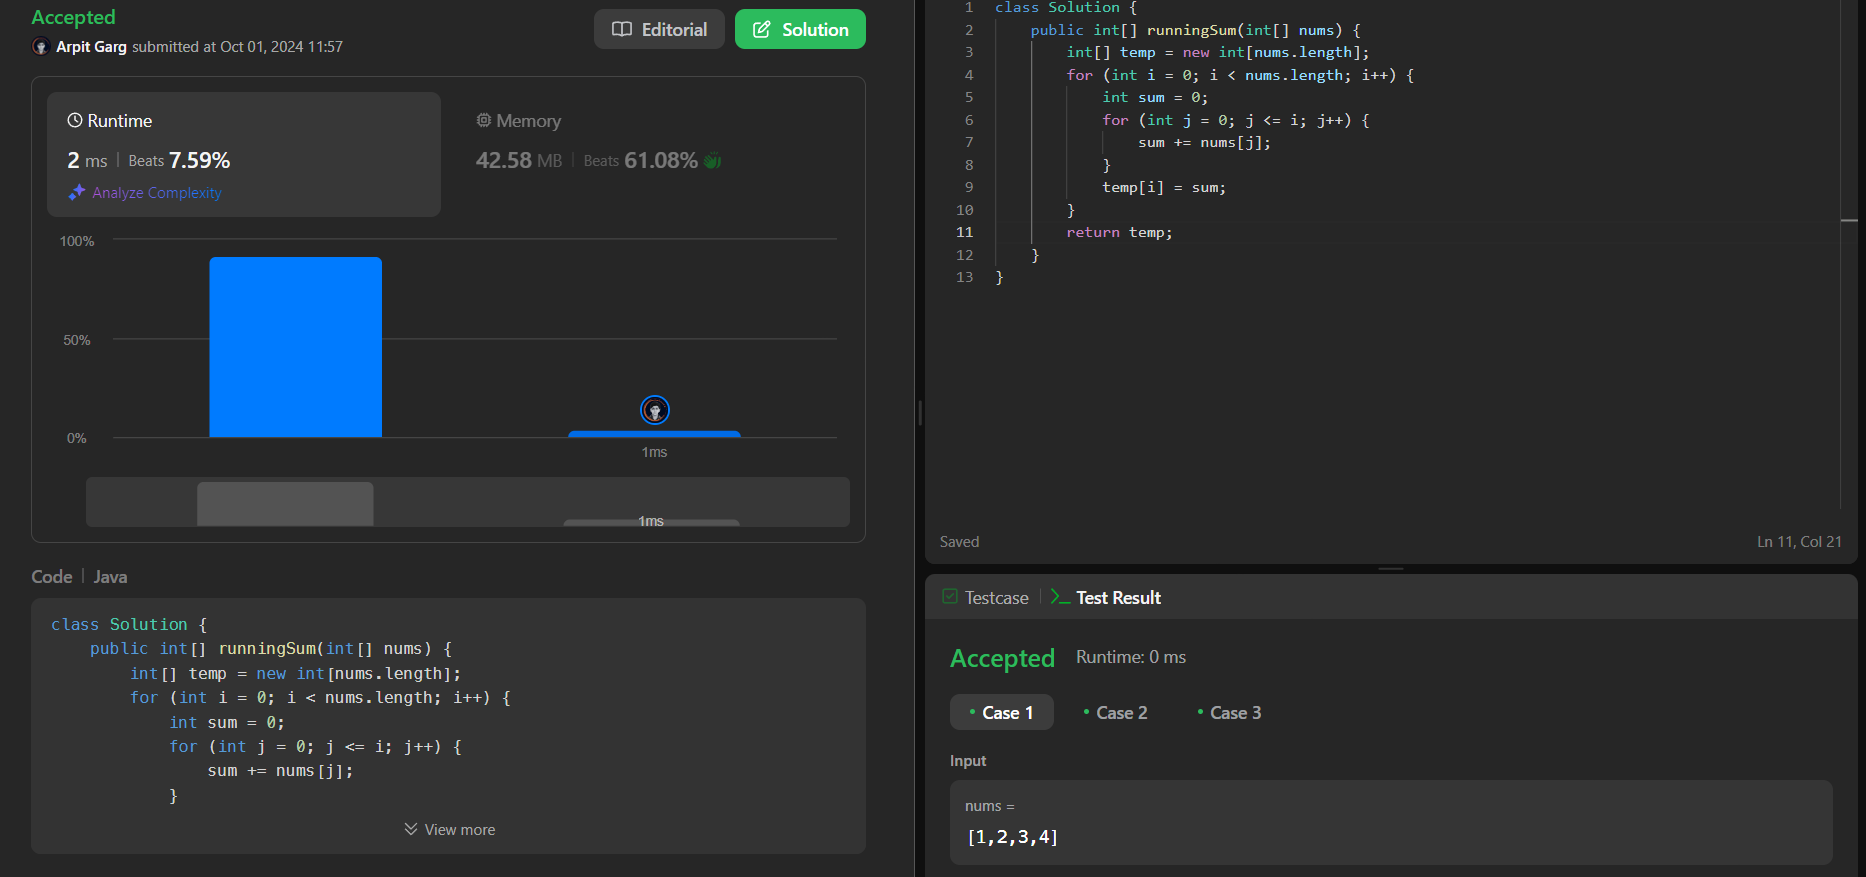 Accepted
Arpit Garg submitted at Oct 01, 2024 11:57
Editorial
Solution
Runtime
2 ms | Beats 7.59%
Analyze Complexity
Memory
42.58 MB | Beats 61.08%
100%
50%
0%
1ms
1ms
Code | Java
class Solution {
    public int[] runningSum(int[] nums) {
        int[] temp = new int[nums.length];
        for (int i = 0; i < nums.length; i++) {
            int sum = 0;
            for (int j = 0; j <= i; j++) {
                sum += nums[j];
            }
View more
1 class Solution {
2     public int[] runningSum(int[] nums) {
3         int[] temp = new int[nums.length];
4         for (int i = 0; i < nums.length; i++) {
5             int sum = 0;
6             for (int j = 0; j <= i; j++) {
7                 sum += nums[j];
8             }
9             temp[i] = sum;
10         }
11         return temp;
12     }
13 }
Saved
Ln 11, Col 21
Testcase | >_ Test Result
Accepted Runtime: 0 ms
• Case 1 • Case 2 • Case 3
Input
nums =
[1,2,3,4]